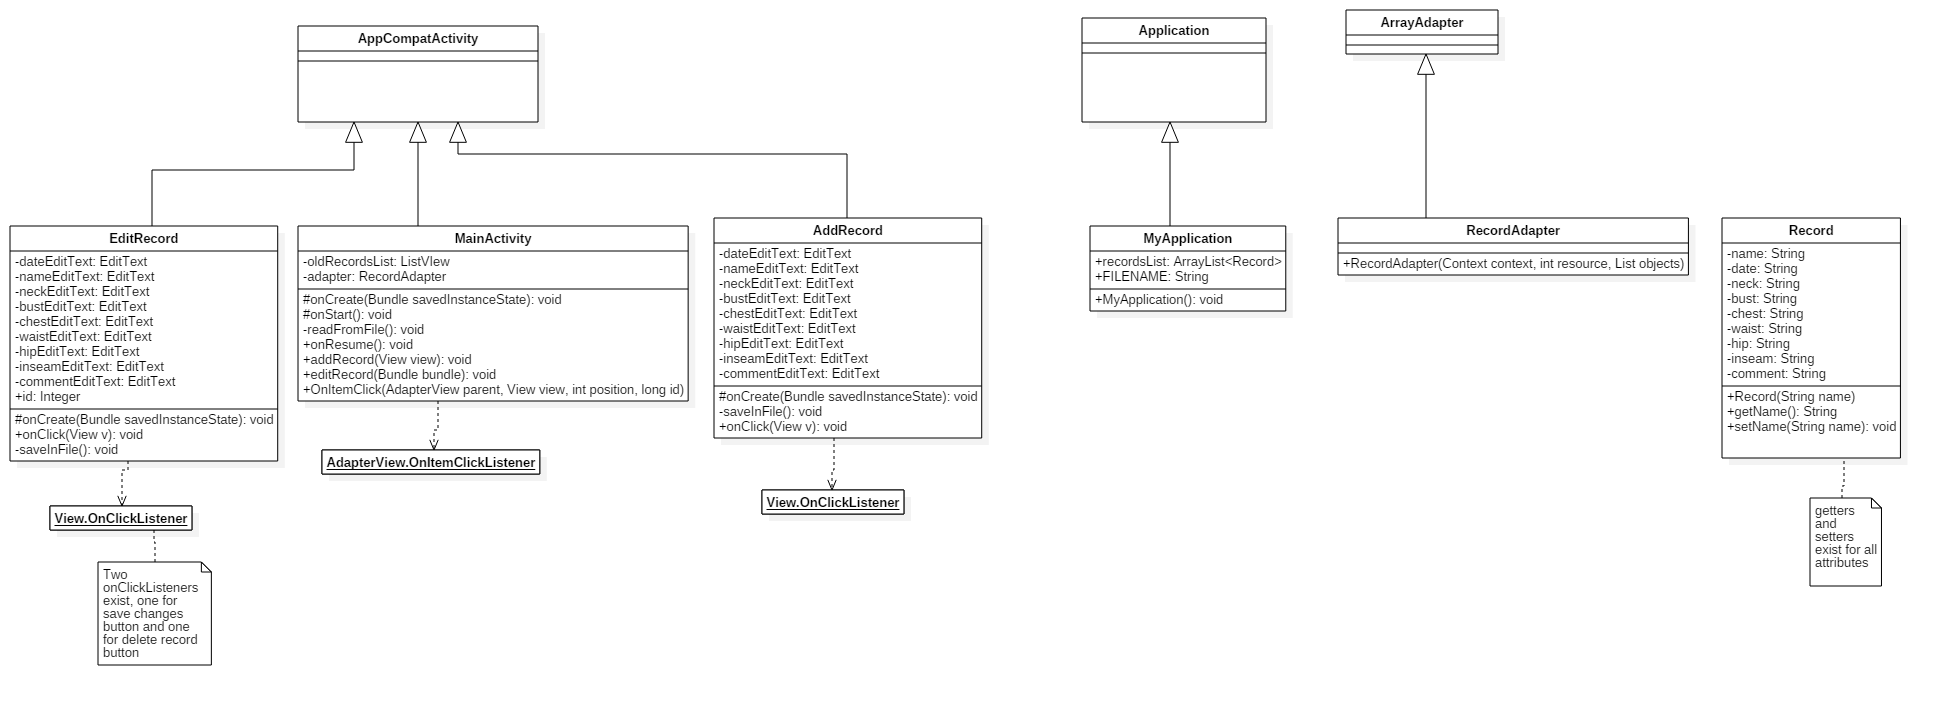 AppCompatActivity
Application
ArrayAdapter
EditRecord
-dateEditText: EditText
-nameEditText: EditText
-neckEditText: EditText
-bustEditText: EditText
-chestEditText: EditText
-waistEditText: EditText
-hipEditText: EditText
-inseamEditText: EditText
-commentEditText: EditText
+id: Integer
#onCreate(Bundle savedInstanceState): void
+onClick(View v): void
-saveInFile(): void
View.OnClickListener
Two
onClickListeners
exist, one for
save changes
button and one
for delete record
button
MainActivity
-oldRecordsList: ListVIew
-adapter: RecordAdapter
#onCreate(Bundle savedInstanceState): void
#onStart(): void
-readFromFile(): void
+onResume(): void
+addRecord(View view): void
+editRecord(Bundle bundle): void
+OnItemClick(AdapterView parent, View view, int position, long id)
AdapterView.OnItemClickListener
AddRecord
-dateEditText: EditText
-nameEditText: EditText
-neckEditText: EditText
-bustEditText: EditText
-chestEditText: EditText
-waistEditText: EditText
-hipEditText: EditText
-inseamEditText: EditText
-commentEditText: EditText
#onCreate(Bundle savedInstanceState): void
-saveInFile(): void
+onClick(View v): void
View.OnClickListener
MyApplication
+recordsList: ArrayList<Record>
+FILENAME: String
+MyApplication(): void
RecordAdapter
+RecordAdapter(Context context, int resource, List objects)
Record
-name: String
-date: String
-neck: String
-bust: String
-chest: String
-waist: String
-hip: String
-inseam: String
-comment: String
+Record(String name)
+getName(): String
+setName(String name): void
getters
and
setters
exist for all
attributes